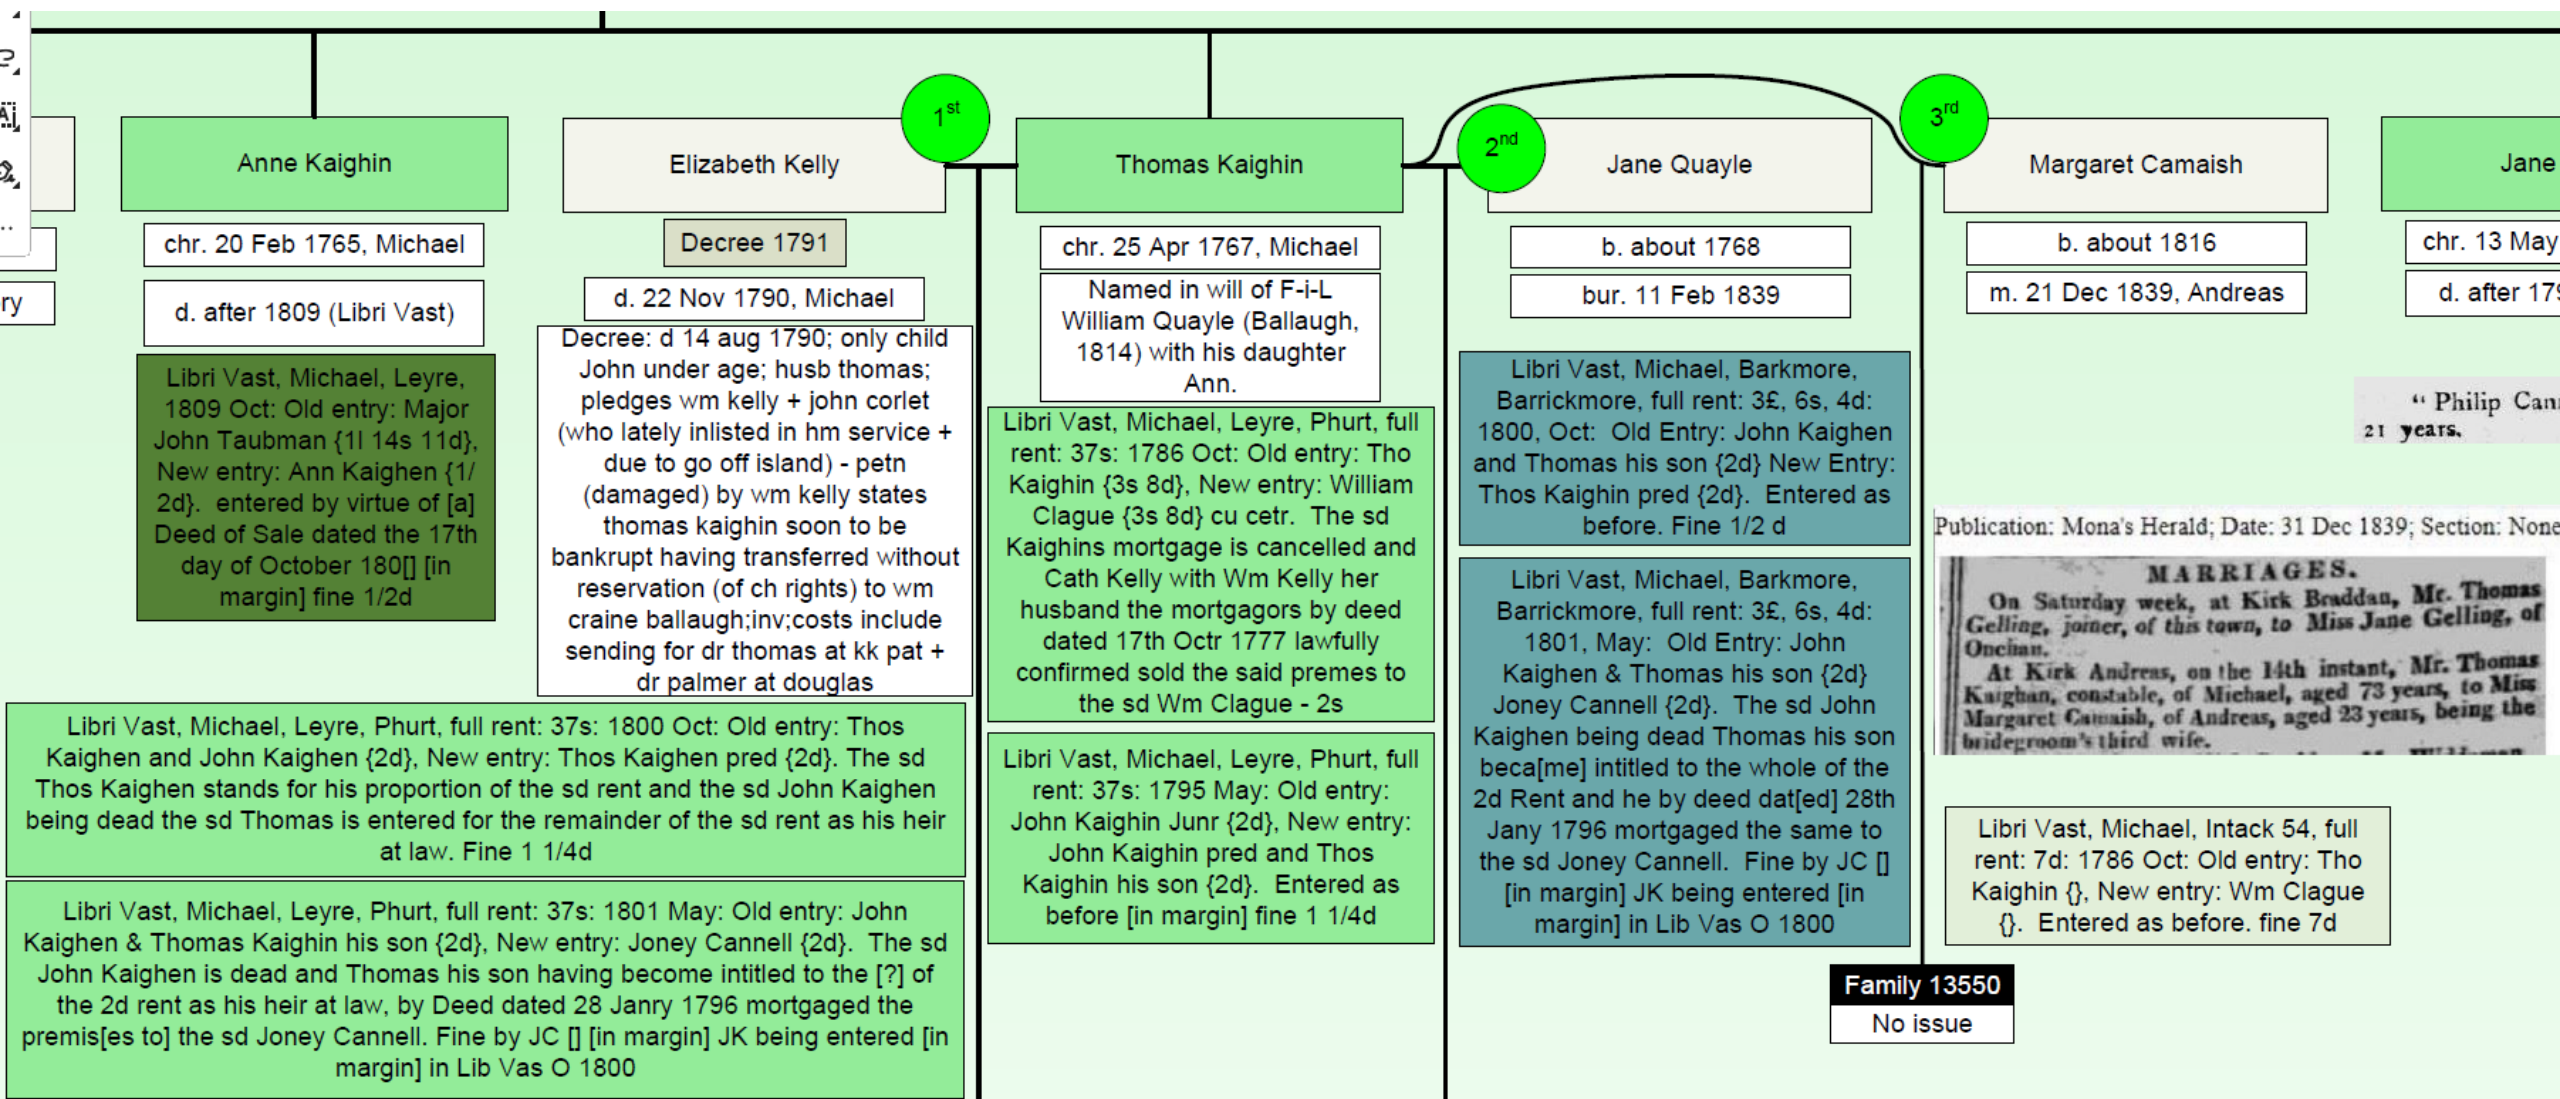 ry
Anne Kaighin
chr. 20 Feb 1765, Michael
d. after 1809 (Libri Vast)
Libri Vast, Michael, Leyre,
1809 Oct: Old entry: Major
John Taubman {1l 14s 11d},
New entry: Ann Kaighen {1/
2d}.  entered by virtue of [a]
Deed of Sale dated the 17th
day of October 180[] [in
margin] fine 1/2d
1st
Elizabeth Kelly
Decree 1791
d. 22 Nov 1790, Michael
Decree: d 14 aug 1790; only child
John under age; husb thomas;
pledges wm kelly + john corlet
(who lately inlisted in hm service +
due to go off island) - petn
(damaged) by wm kelly states
thomas kaighin soon to be
bankrupt having transferred without
reservation (of ch rights) to wm
craine ballaugh;inv;costs include
sending for dr thomas at kk pat +
dr palmer at douglas
Libri Vast, Michael, Leyre, Phurt, full rent: 37s: 1800 Oct: Old entry: Thos
Kaighen and John Kaighen {2d}, New entry: Thos Kaighen pred {2d}. The sd
Thos Kaighen stands for his proportion of the sd rent and the sd John Kaighen
being dead the sd Thomas is entered for the remainder of the sd rent as his heir
at law. Fine 1 1/4d
Libri Vast, Michael, Leyre, Phurt, full rent: 37s: 1801 May: Old entry: John
Kaighen & Thomas Kaighin his son {2d}, New entry: Joney Cannell {2d}.  The sd
John Kaighen is dead and Thomas his son having become intitled to the [?] of
the 2d rent as his heir at law, by Deed dated 28 Janry 1796 mortgaged the
premis[es to] the sd Joney Cannell. Fine by JC [] [in margin] JK being entered [in
margin] in Lib Vas O 1800
Thomas Kaighin
chr. 25 Apr 1767, Michael
Named in will of F-i-L
William Quayle (Ballaugh,
1814) with his daughter
Ann.
Libri Vast, Michael, Leyre, Phurt, full
rent: 37s: 1786 Oct: Old entry: Tho
Kaighin {3s 8d}, New entry: William
Clague {3s 8d} cu cetr.  The sd
Kaighins mortgage is cancelled and
Cath Kelly with Wm Kelly her
husband the mortgagors by deed
dated 17th Octr 1777 lawfully
confirmed sold the said premes to
the sd Wm Clague - 2s
Libri Vast, Michael, Leyre, Phurt, full
rent: 37s: 1795 May: Old entry:
John Kaighin Junr {2d}, New entry:
John Kaighin pred and Thos
Kaighin his son {2d}.  Entered as
before [in margin] fine 1 1/4d
2nd
Jane Quayle
b. about 1768
bur. 11 Feb 1839
Libri Vast, Michael, Barkmore,
Barrickmore, full rent: 3£, 6s, 4d:
1800, Oct:  Old Entry: John Kaighen
and Thomas his son {2d} New Entry:
Thos Kaighin pred {2d}.  Entered as
before. Fine 1/2 d
Libri Vast, Michael, Barkmore,
Barrickmore, full rent: 3£, 6s, 4d:
1801, May:  Old Entry: John
Kaighen & Thomas his son {2d}
Joney Cannell {2d}.  The sd John
Kaighen being dead Thomas his son
beca[me] intitled to the whole of the
2d Rent and he by deed dat[ed] 28th
Jany 1796 mortgaged the same to
the sd Joney Cannell.  Fine by JC []
[in margin] JK being entered [in
margin] in Lib Vas O 1800
3rd
Margaret Camaish
b. about 1816
m. 21 Dec 1839, Andreas
Publication: Mona's Herald; Date: 31 Dec 1839; Section: None
MARRIAGES.
On Saturday week, at Kirk Braddan, Mr. Thomas
Gelling, joiner, of this town, to Miss Jane Gelling, of
Onchan.
At Kirk Andreas, on the 14th instant, Mr. Thomas
Kaighan, constable, of Michael, aged 73 years, to Miss
Margaret Camaish, of Andreas, aged 23 years, being the
bridegroom's third wife.
Libri Vast, Michael, Intack 54, full
rent: 7d: 1786 Oct: Old entry: Tho
Kaighin {}, New entry: Wm Clague
{}.  Entered as before. fine 7d
Family 13550
No issue
Jane
chr. 13 May
d. after 179
“ Philip Cann
21 years.